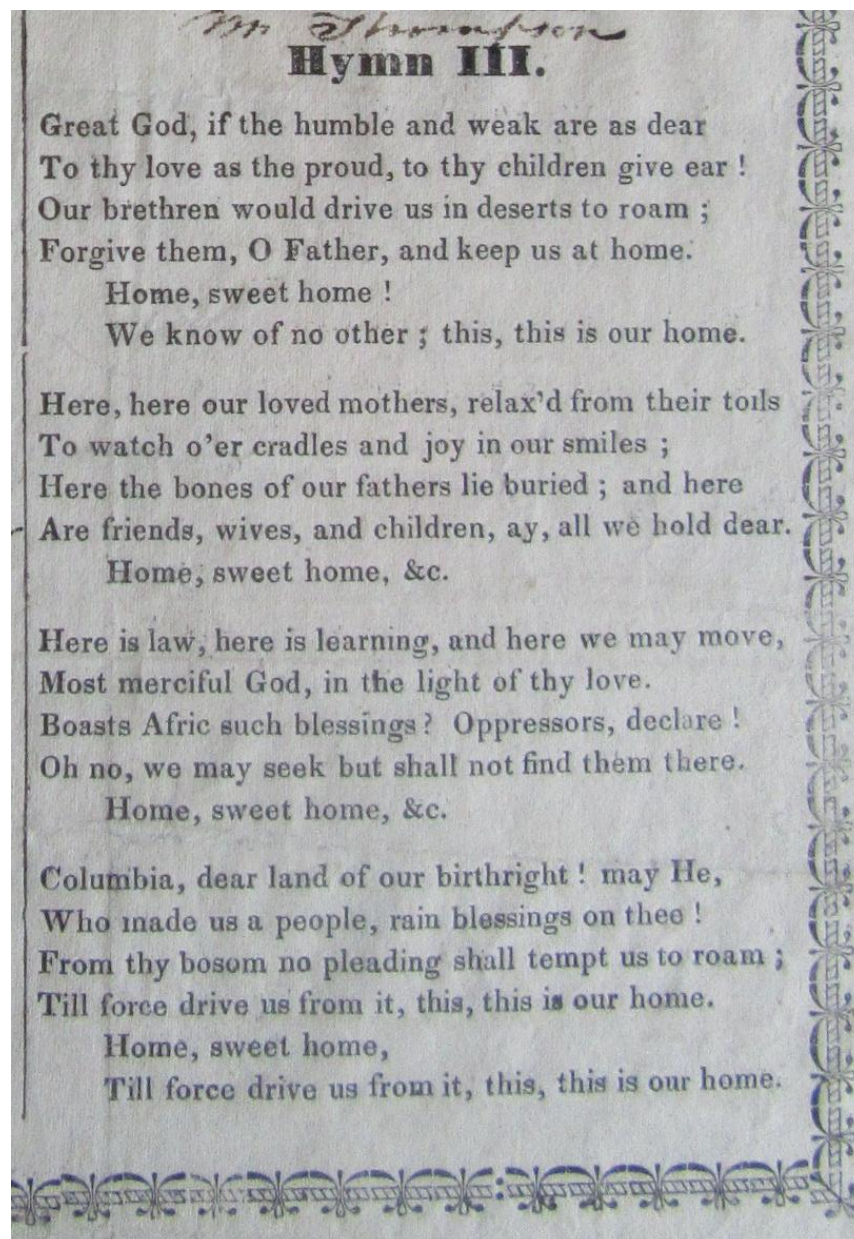 Mr Thompson
Hymn III.
Great God, if the humble and weak are as dear
To thy love as the proud, to thy children give ear !
Our brethren would drive us in deserts to roam ;
Forgive them, O Father, and keep us at home.
Home, sweet home !
We know of no other ; this, this is our home.
Here, here our loved mothers, relax'd from their toils
To watch o'er cradles and joy in our smiles ;
Here the bones of our fathers lie buried ; and here
Are friends, wives, and children, ay, all we hold dear.
Home, sweet home, &c.
Here is law, here is learning, and here we may move,
Most merciful God, in the light of thy love.
Boasts Afric such blessings ? Oppressors, declare !
Oh no, we may seek but shall not find them there.
Home, sweet home, &c.
Columbia, dear land of our birthright ! may He,
Who made us a people, rain blessings on thee !
From thy bosom no pleading shall tempt us to roam ;
Till force drive us from it, this, this is our home.
Home, sweet home,
Till force drive us from it, this, this is our home.